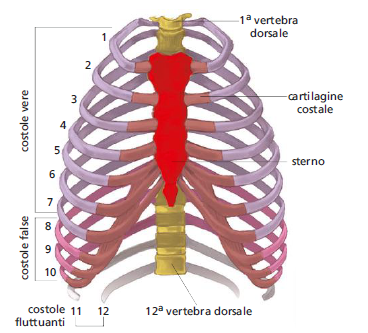 1ª vertebra
dorsale
1
2
3
cartilagine
costale
4
costole vere
5
sterno
6
7
8
costole false
9
10
costole
fluttuanti
11
12
12ª vertebra dorsale